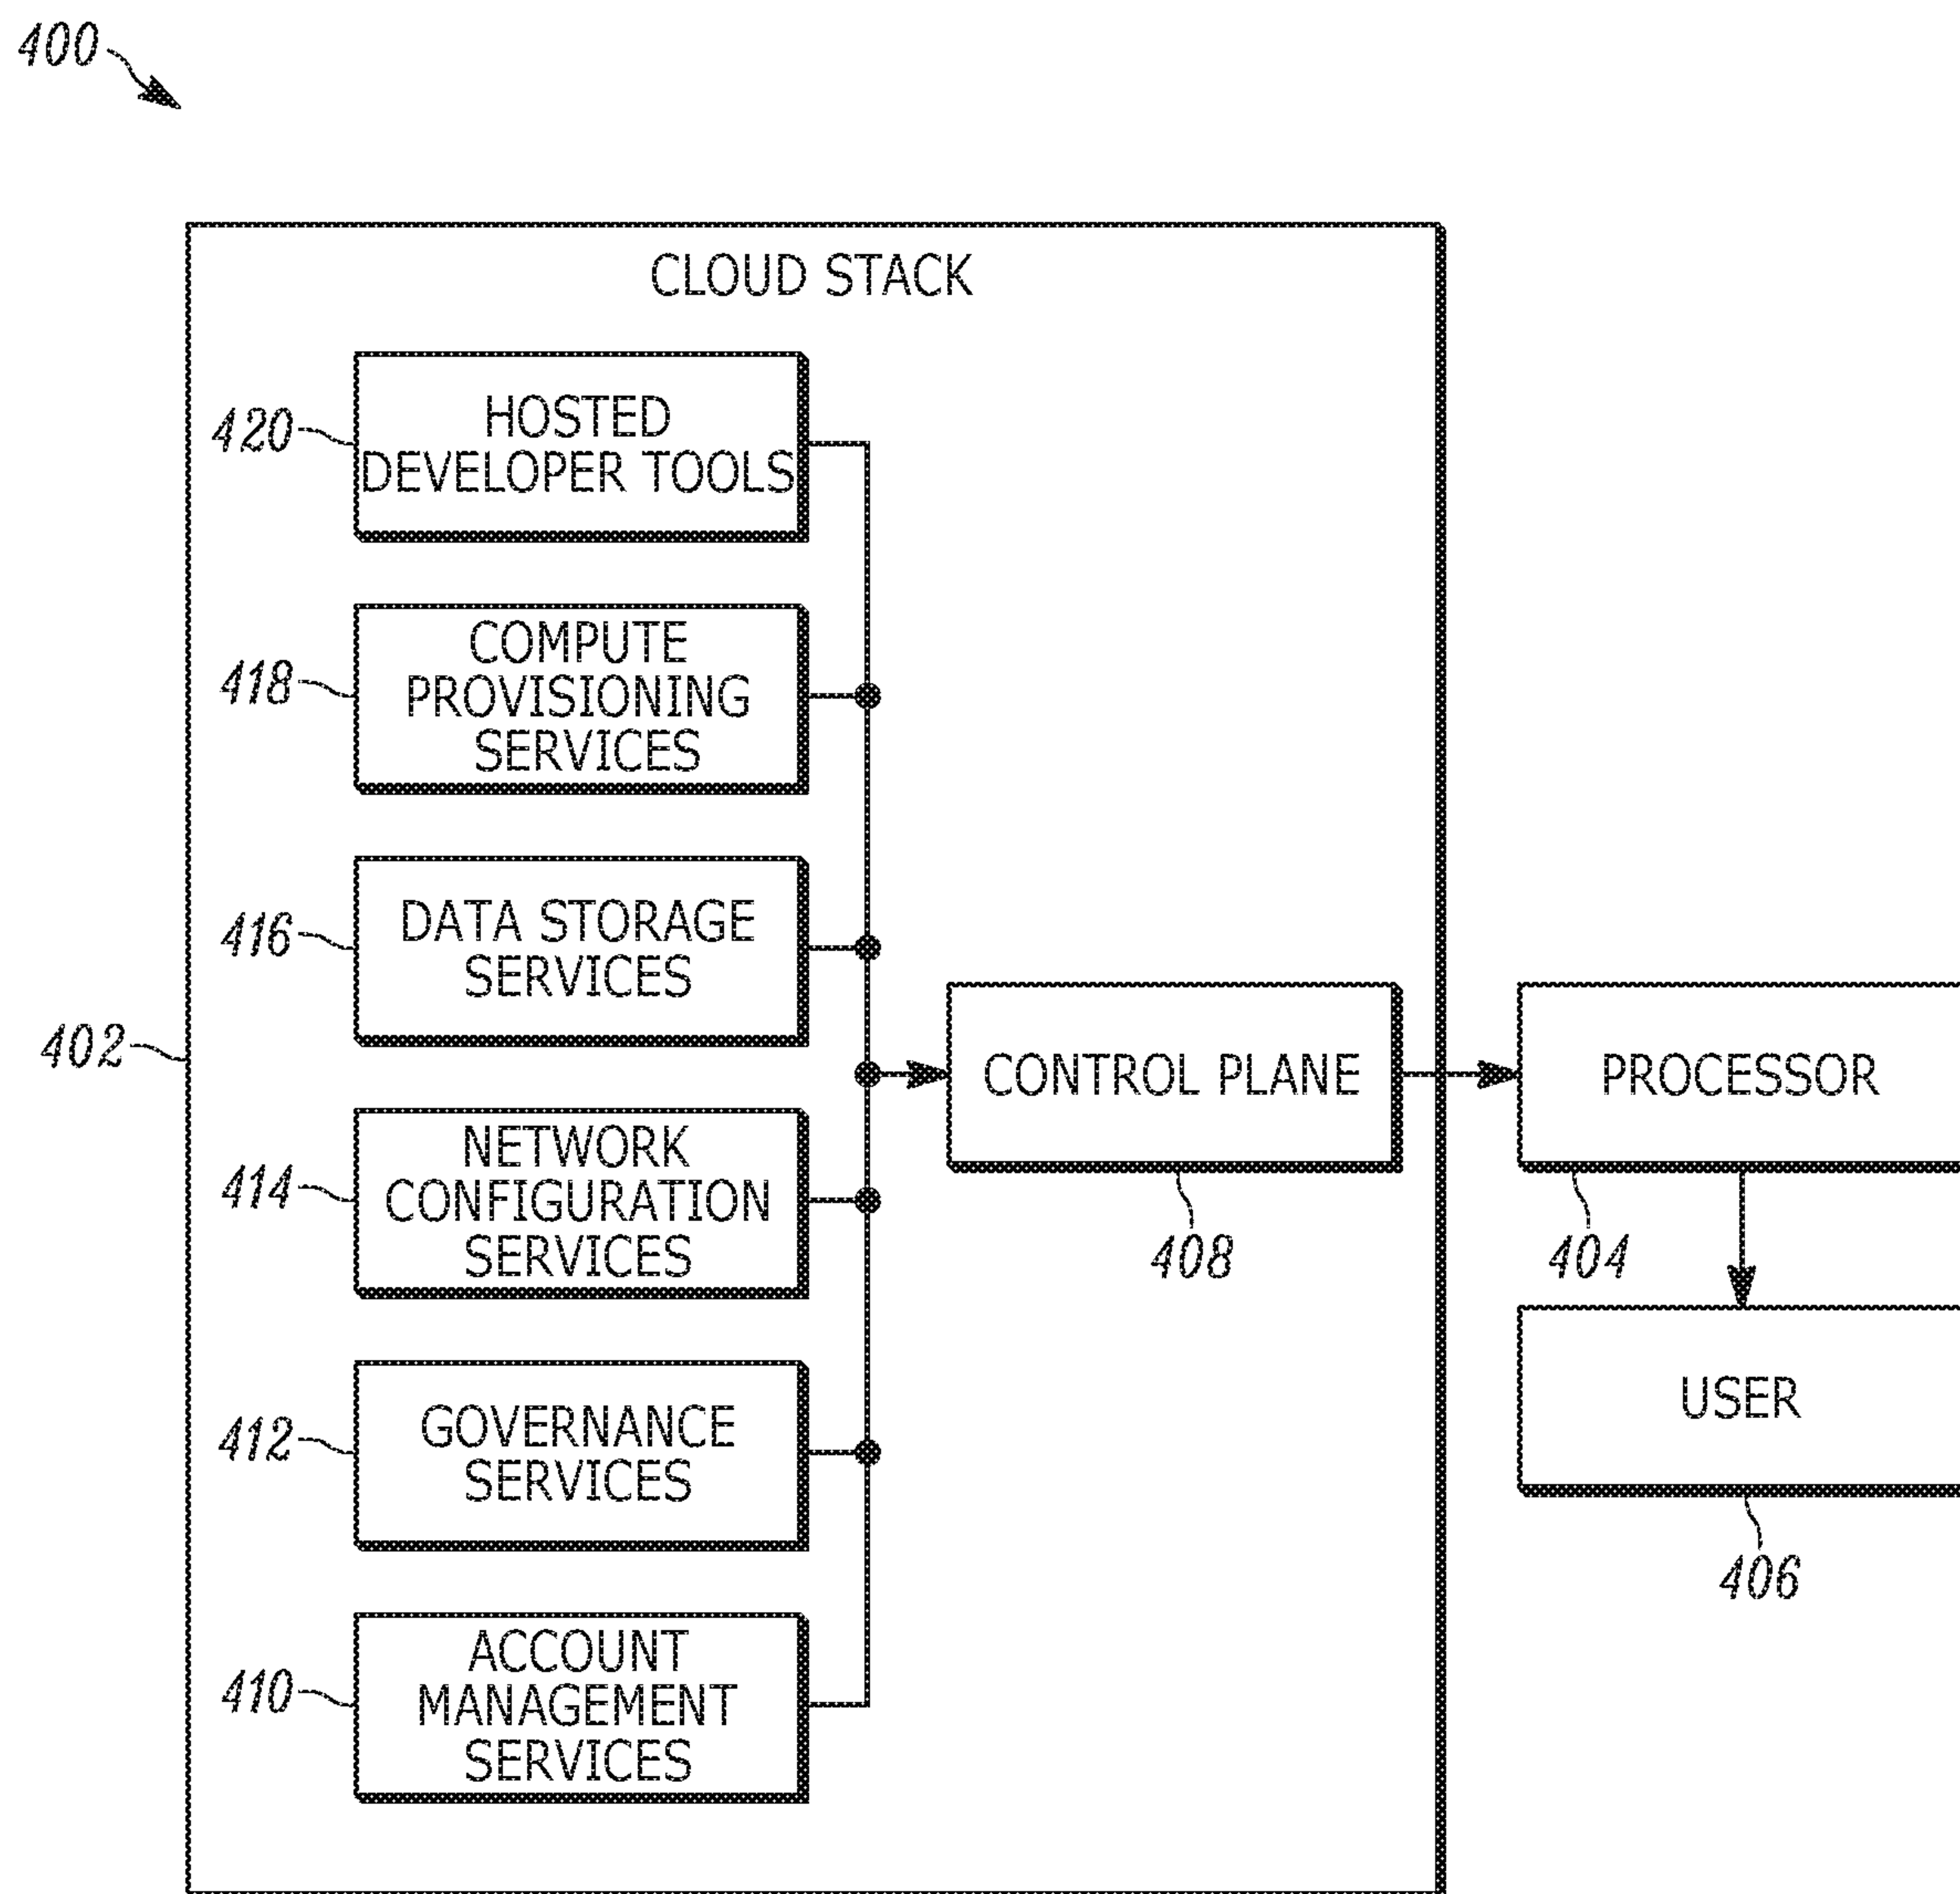 400
CLOUD STACK
420
HOSTED
DEVELOPER TOOLS
418
COMPUTE
PROVISIONING
SERVICES
416
DATA STORAGE
SERVICES
402
CONTROL PLANE
PROCESSOR
414
NETWORK
CONFIGURATION
SERVICES
408
404
412
GOVERNANCE
SERVICES
USER
406
410
ACCOUNT
MANAGEMENT
SERVICES